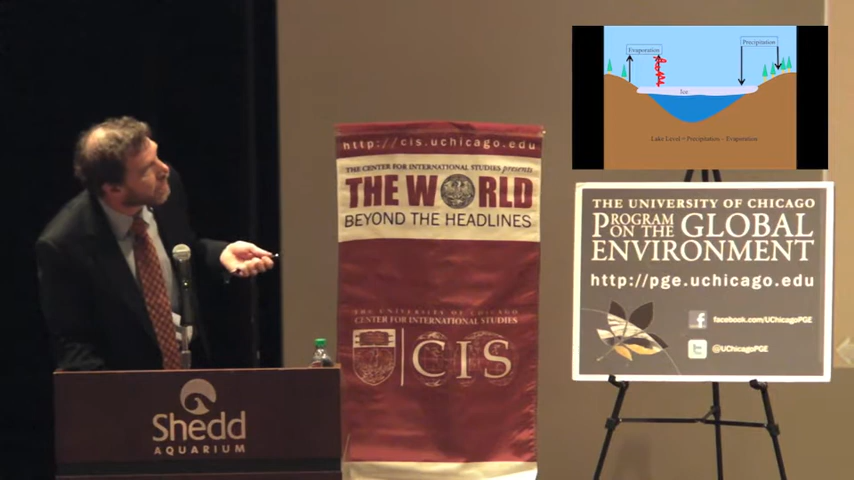 Evaporation
Precipitation
Ice
Lake Level = Precipitation - Evaporation
http://cis.uchicago.edu
THE CENTER FOR INTERNATIONAL STUDIES presents
THE WORLD
BEYOND THE HEADLINES
THE UNIVERSITY OF CHICAGO
CENTER FOR INTERNATIONAL STUDIES
CIS
THE UNIVERSITY OF CHICAGO
PROGRAM ON THE GLOBAL
ENVIRONMENT
http://pge.uchicago.edu
facebook.com/UChicagoPGE
@UChicagoPGE
Shedd
AQUARIUM